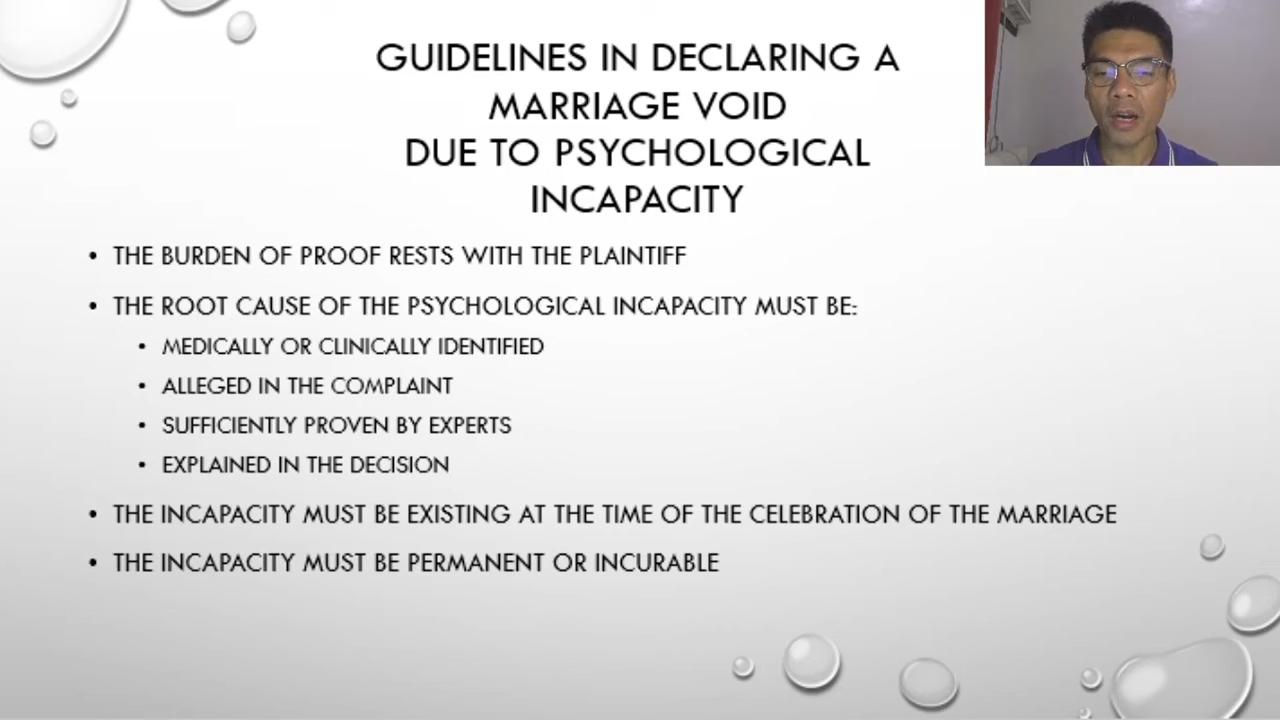 GUIDELINES IN DECLARING A
MARRIAGE VOID
DUE TO PSYCHOLOGICAL
INCAPACITY
• THE BURDEN OF PROOF RESTS WITH THE PLAINTIFF
• THE ROOT CAUSE OF THE PSYCHOLOGICAL INCAPACITY MUST BE:
• MEDICALLY OR CLINICALLY IDENTIFIED
• ALLEGED IN THE COMPLAINT
• SUFFICIENTLY PROVEN BY EXPERTS
• EXPLAINED IN THE DECISION
• THE INCAPACITY MUST BE EXISTING AT THE TIME OF THE CELEBRATION OF THE MARRIAGE
• THE INCAPACITY MUST BE PERMANENT OR INCURABLE